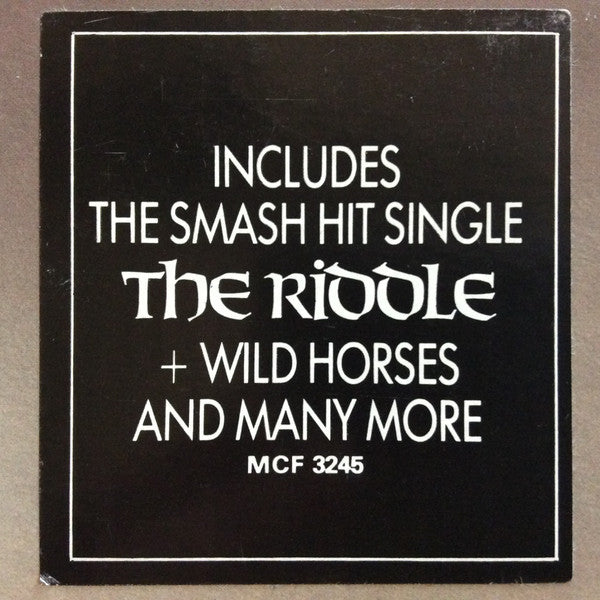 INCLUDES
THE SMASH HIT SINGLE
THE RIDDLE
+ WILD HORSES
AND MANY MORE
MCF 3245